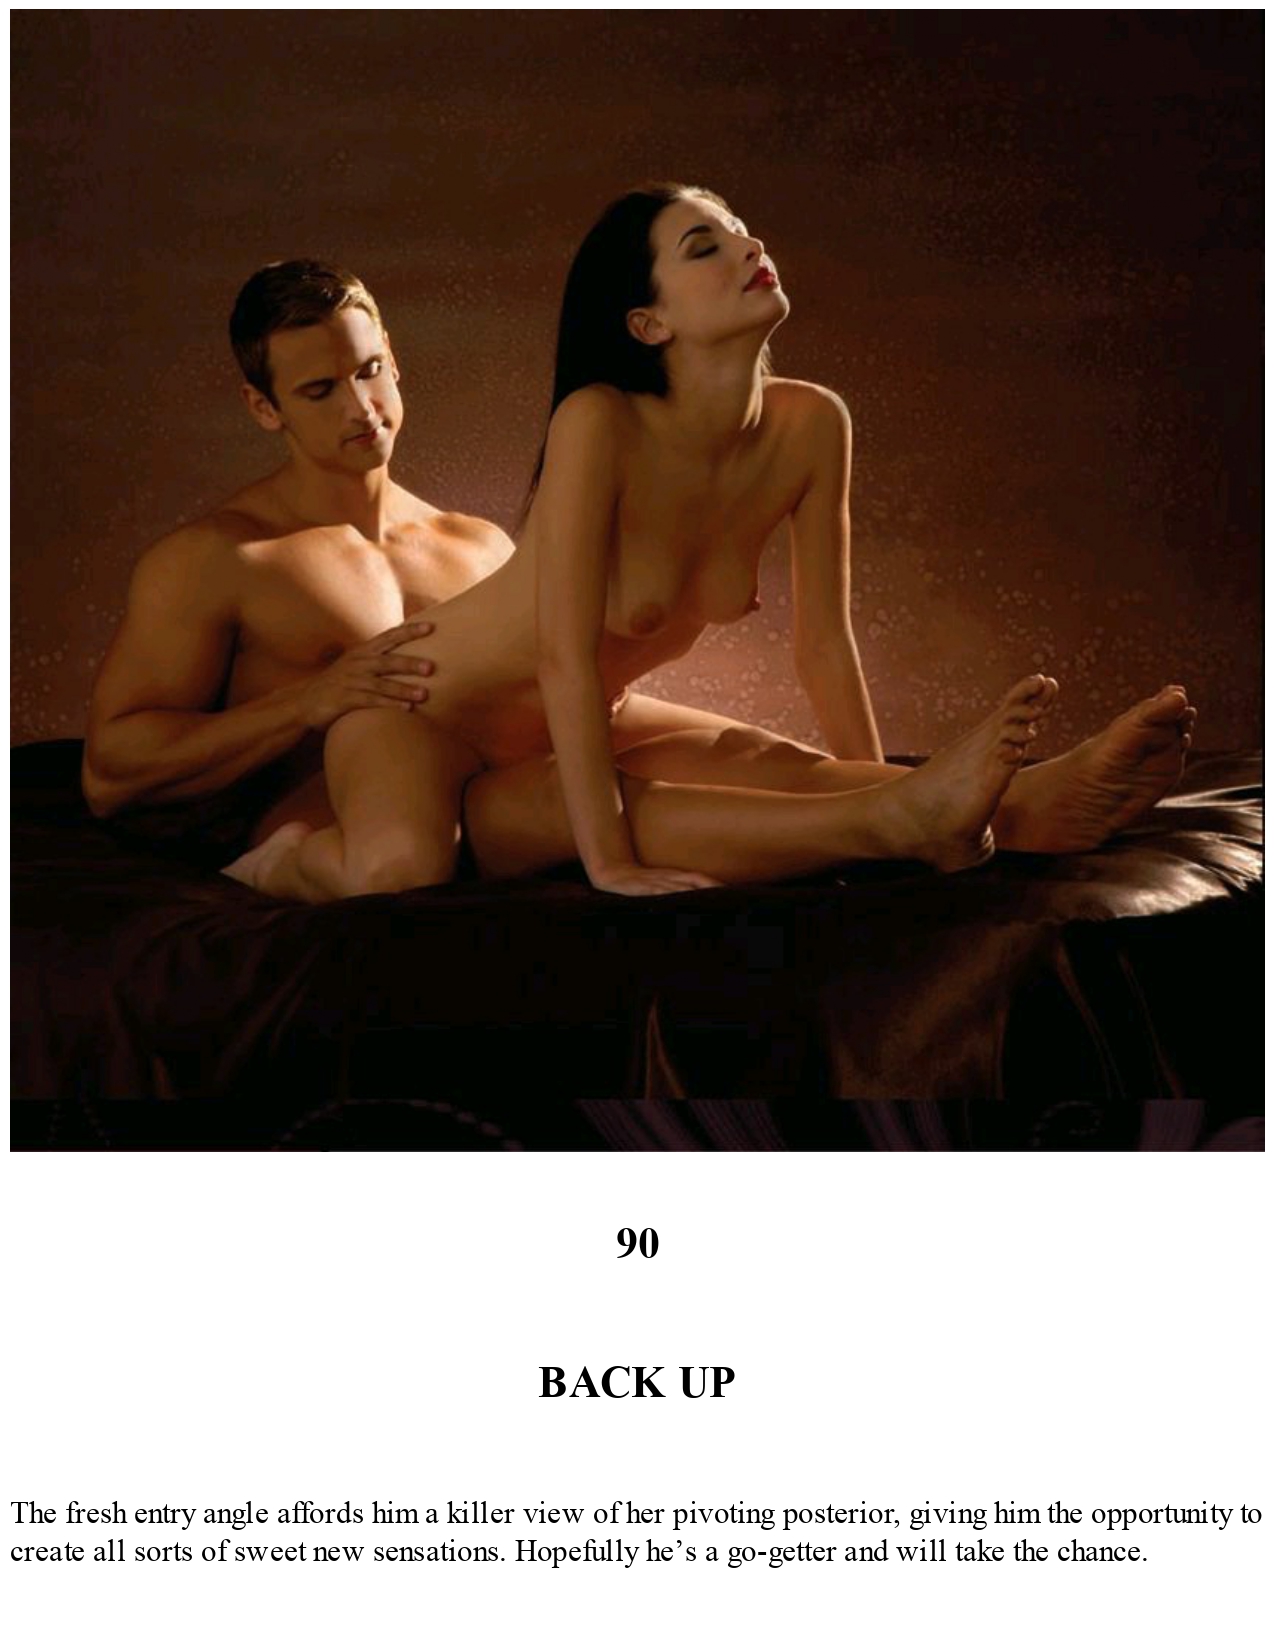 90
BACK UP
The fresh entry angle affords him a killer view of her pivoting posterior, giving him the opportunity to
create all sorts of sweet new sensations. Hopefully he’s a go-getter and will take the chance.